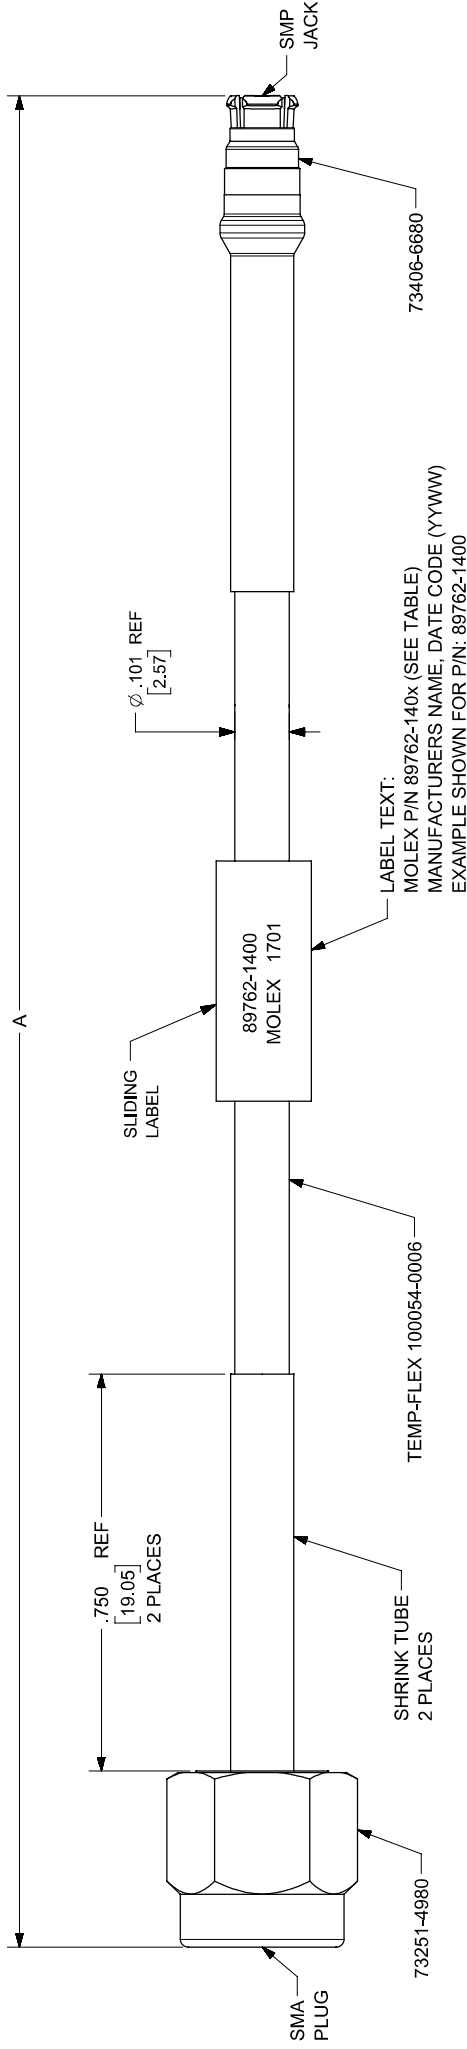 A
.750 REF
[19.05]
2 PLACES
SLIDING
LABEL
Ø .101 REF
[2.57]
SMP
JACK
89762-1400
MOLEX 1701
SMA
PLUG
73251-4980
SHRINK TUBE
2 PLACES
TEMP-FLEX 100054-0006
LABEL TEXT:
MOLEX P/N 89762-140x (SEE TABLE)
MANUFACTURERS NAME, DATE CODE (YYWW)
EXAMPLE SHOWN FOR P/N: 89762-1400
73406-6680